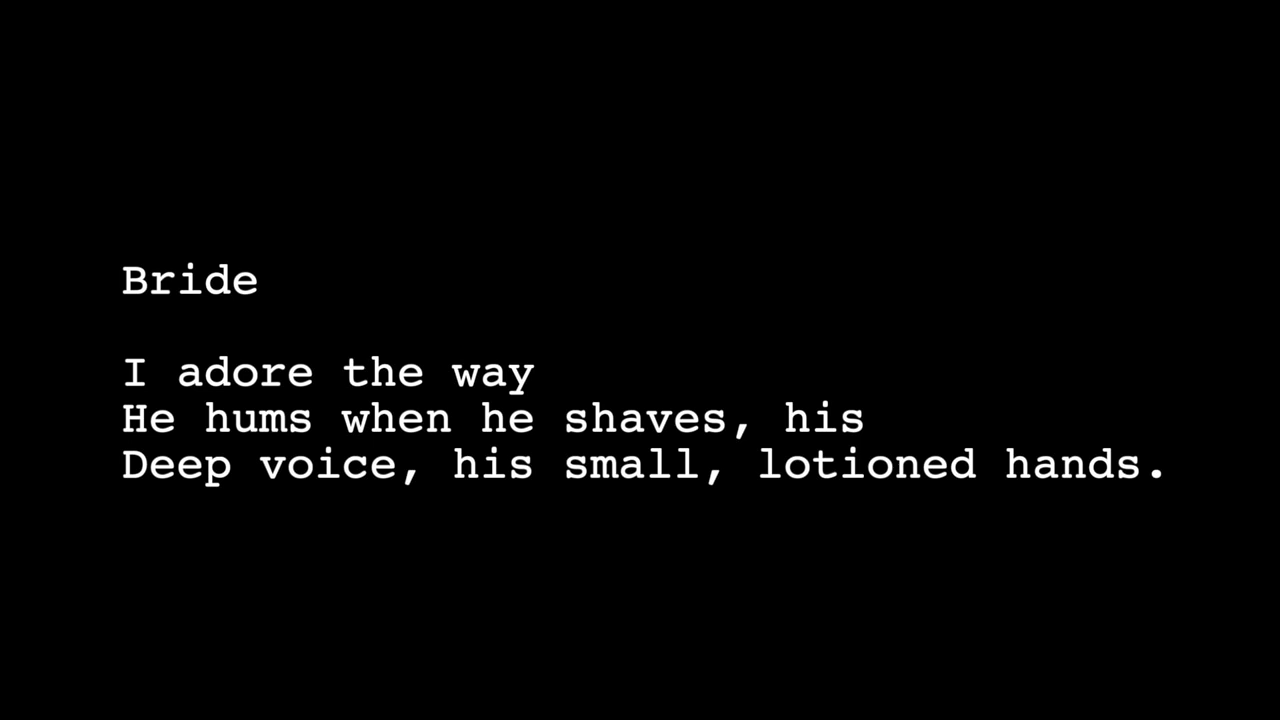 Bride
I adore the way
He hums when he shaves, his
Deep voice, his small, lotioned hands.